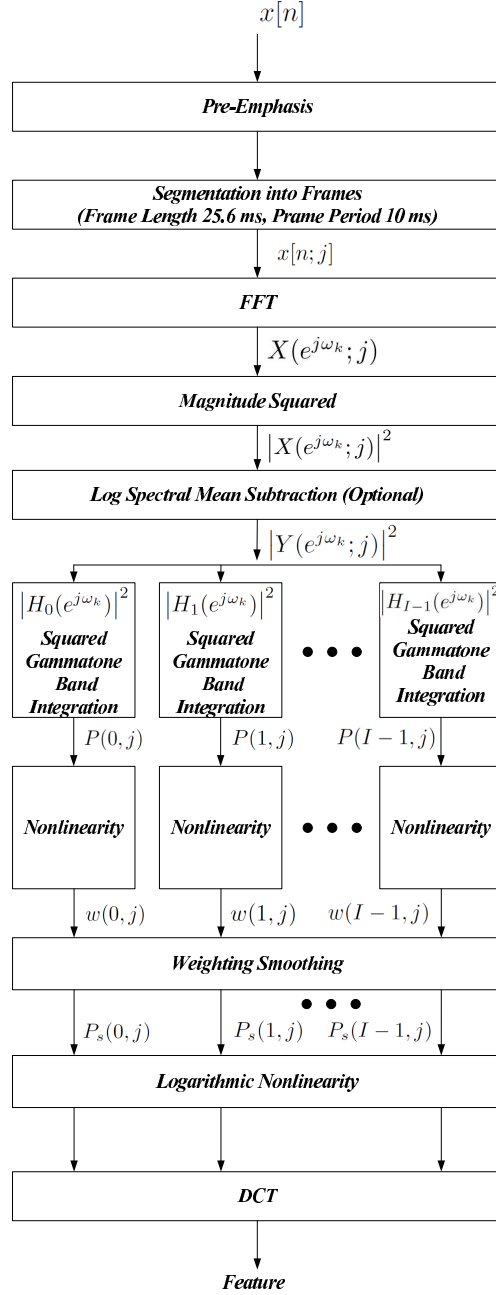 x[n]
Pre-Emphasis
Segmentation into Frames
(Frame Length 25.6 ms, Prame Period 10 ms)
x[n; j]
FFT
X(e^{jω_k}; j)
Magnitude Squared
|X(e^{jω_k}; j)|^2
Log Spectral Mean Subtraction (Optional)
|Y(e^{jω_k}; j)|^2
|H_0(e^{jω_k})|^2
Squared
Gammatone
Band
Integration
|H_1(e^{jω_k})|^2
Squared
Gammatone
Band
Integration
|H_{I-1}(e^{jω_k})|^2
Squared
Gammatone
Band
Integration
P(0, j)
P(1, j)
P(I − 1, j)
Nonlinearity
Nonlinearity
Nonlinearity
w(0, j)
w(1, j)
w(I − 1, j)
Weighting Smoothing
P_s(0, j)
P_s(1, j)
P_s(I − 1, j)
Logarithmic Nonlinearity
DCT
Feature